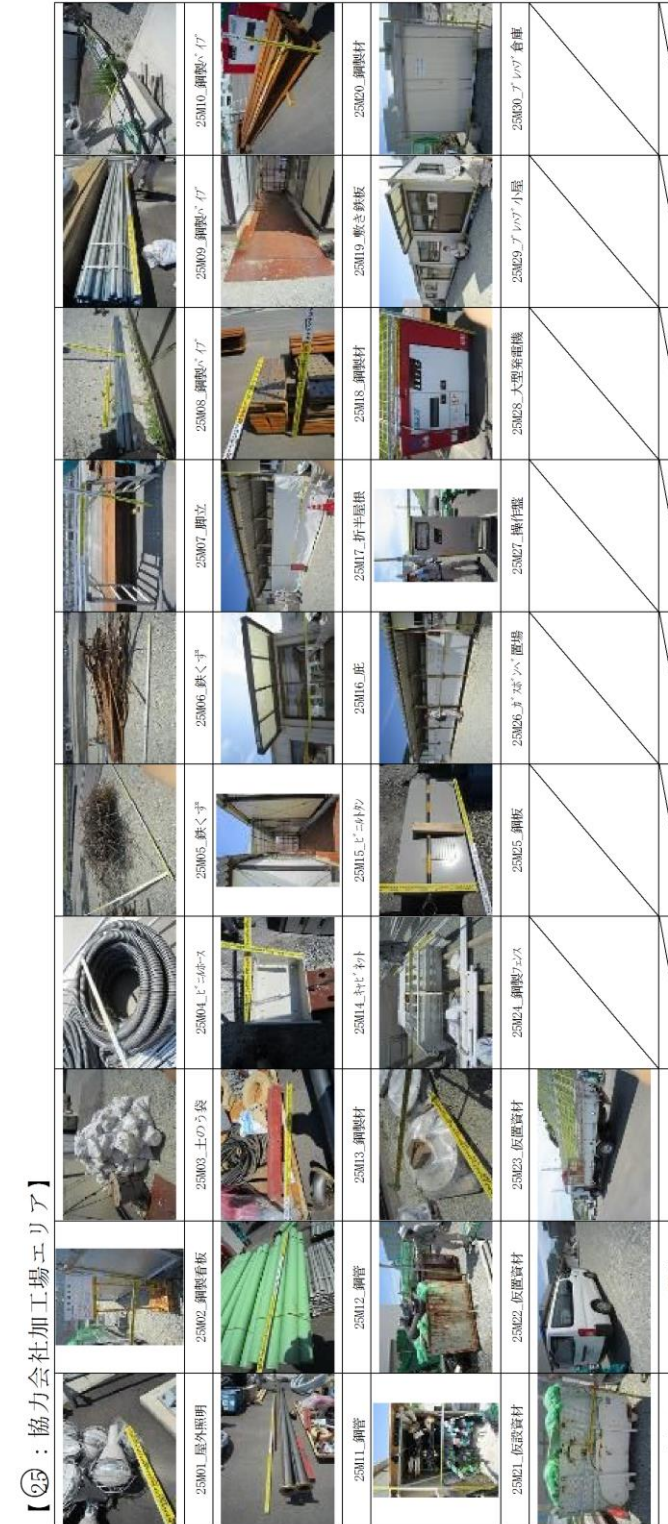 【㉕：協力会社加工場エリア】
25M01_屋外照明
25M02_鋼製看板
25M03_土のう袋
25M04_ﾋﾞﾆﾙﾎｰｽ
25M05_鉄くず
25M06_鉄くず
25M07_脚立
25M08_鋼製ﾊﾟｲﾌﾟ
25M09_鋼製ﾊﾟｲﾌﾟ
25M10_鋼製ﾊﾟｲﾌﾟ
25M11_鋼管
25M12_鋼管
25M13_鋼製材
25M14_ｷｬﾋﾞﾈｯﾄ
25M15_ﾋﾞﾆﾙﾄﾀﾝ
25M16_庇
25M17_折半屋根
25M18_鋼製材
25M19_敷き鉄板
25M20_鋼製材
25M21_仮設資材
25M22_仮置資材
25M23_仮置資材
25M24_鋼製ﾌｪﾝｽ
25M25_鋼板
25M26_ｶﾞｽﾎﾞﾝﾍﾞ置場
25M27_操作盤
25M28_大型発電機
25M29_ﾌﾟﾚﾊﾌﾞ小屋
25M30_ﾌﾟﾚﾊﾌﾞ倉庫